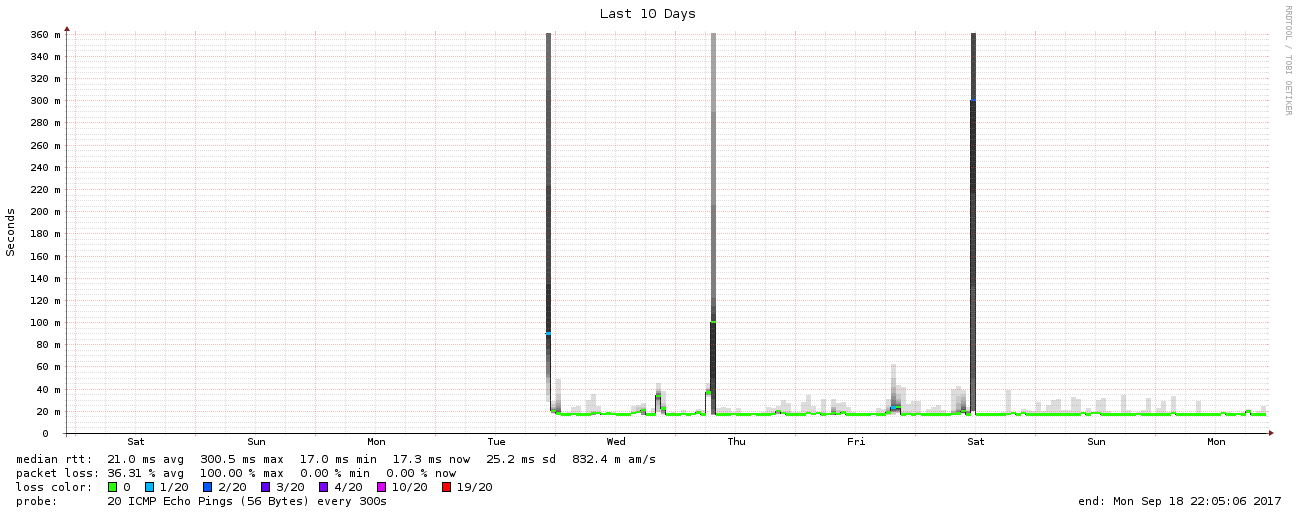 Last 10 Days
RRDTOOL / TOBI OETIKER
Seconds
360 m
340 m
320 m
300 m
280 m
260 m
240 m
220 m
200 m
180 m
160 m
140 m
120 m
100 m
80 m
60 m
40 m
20 m
0
Sat Sun Mon Tue Wed Thu Fri Sat Sun Mon
median rtt: 21.0 ms avg 300.5 ms max 17.0 ms min 17.3 ms now 25.2 ms sd 832.4 m am/s
packet loss: 36.31 % avg 100.00 % max 0.00 % min 0.00 % now
loss color: 0 1/20 2/20 3/20 4/20 10/20 19/20
probe: 20 ICMP Echo Pings (56 Bytes) every 300s end: Mon Sep 18 22:05:06 2017